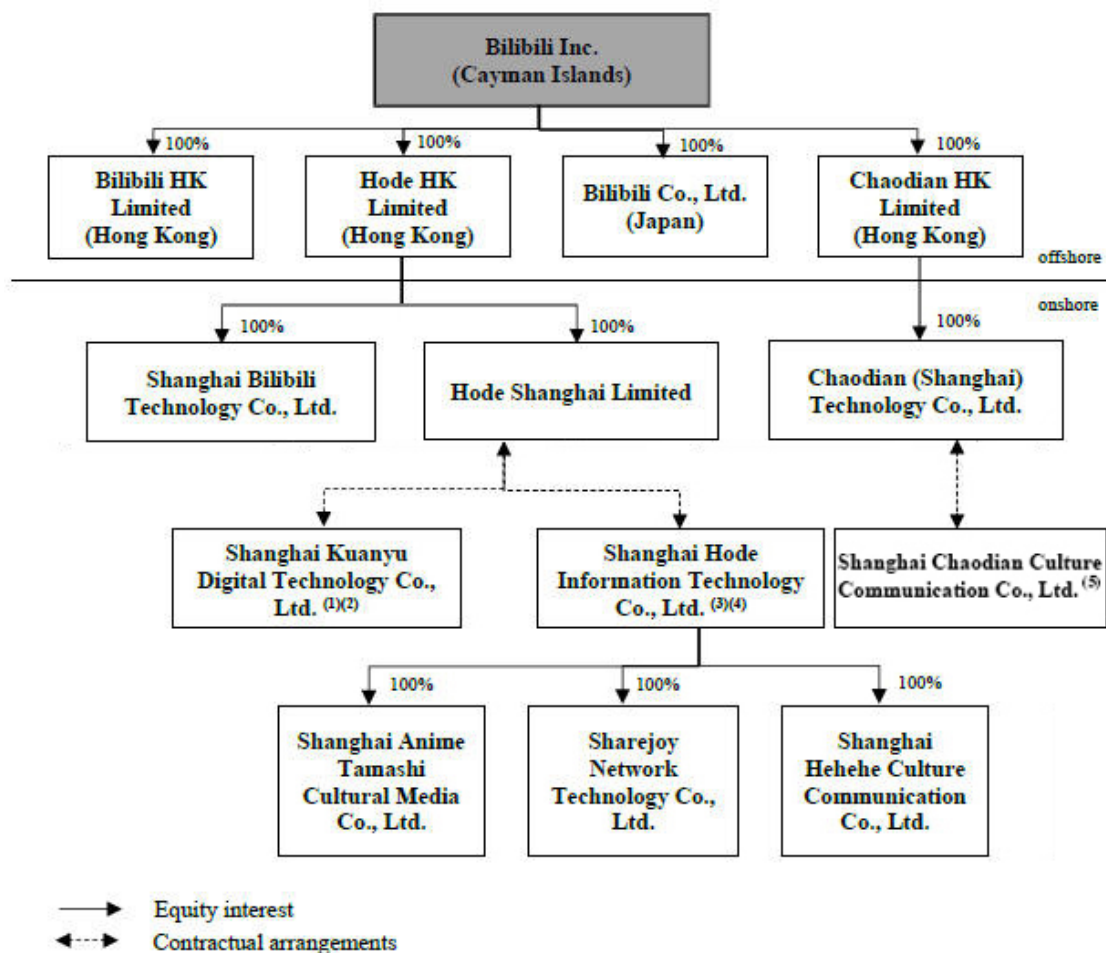 Bilibili Inc.
(Cayman Islands)
100%
100%
100%
100%
Bilibili HK
Limited
(Hong Kong)
Hode HK
Limited
(Hong Kong)
Bilibili Co., Ltd.
(Japan)
Chaodian HK
Limited
(Hong Kong)
offshore
onshore
100%
100%
100%
Shanghai Bilibili
Technology Co., Ltd.
Hode Shanghai Limited
Chaodian (Shanghai)
Technology Co., Ltd.
Shanghai Kuanyu
Digital Technology Co.,
Ltd. (1)(2)
Shanghai Hode
Information Technology
Co., Ltd. (3)(4)
Shanghai Chaodian Culture
Communication Co., Ltd. (5)
100%
100%
100%
Shanghai Anime
Tamashi
Cultural Media
Co., Ltd.
Sharejoy
Network
Technology Co.,
Ltd.
Shanghai
Hehehe Culture
Communication
Co., Ltd.
Equity interest
Contractual arrangements